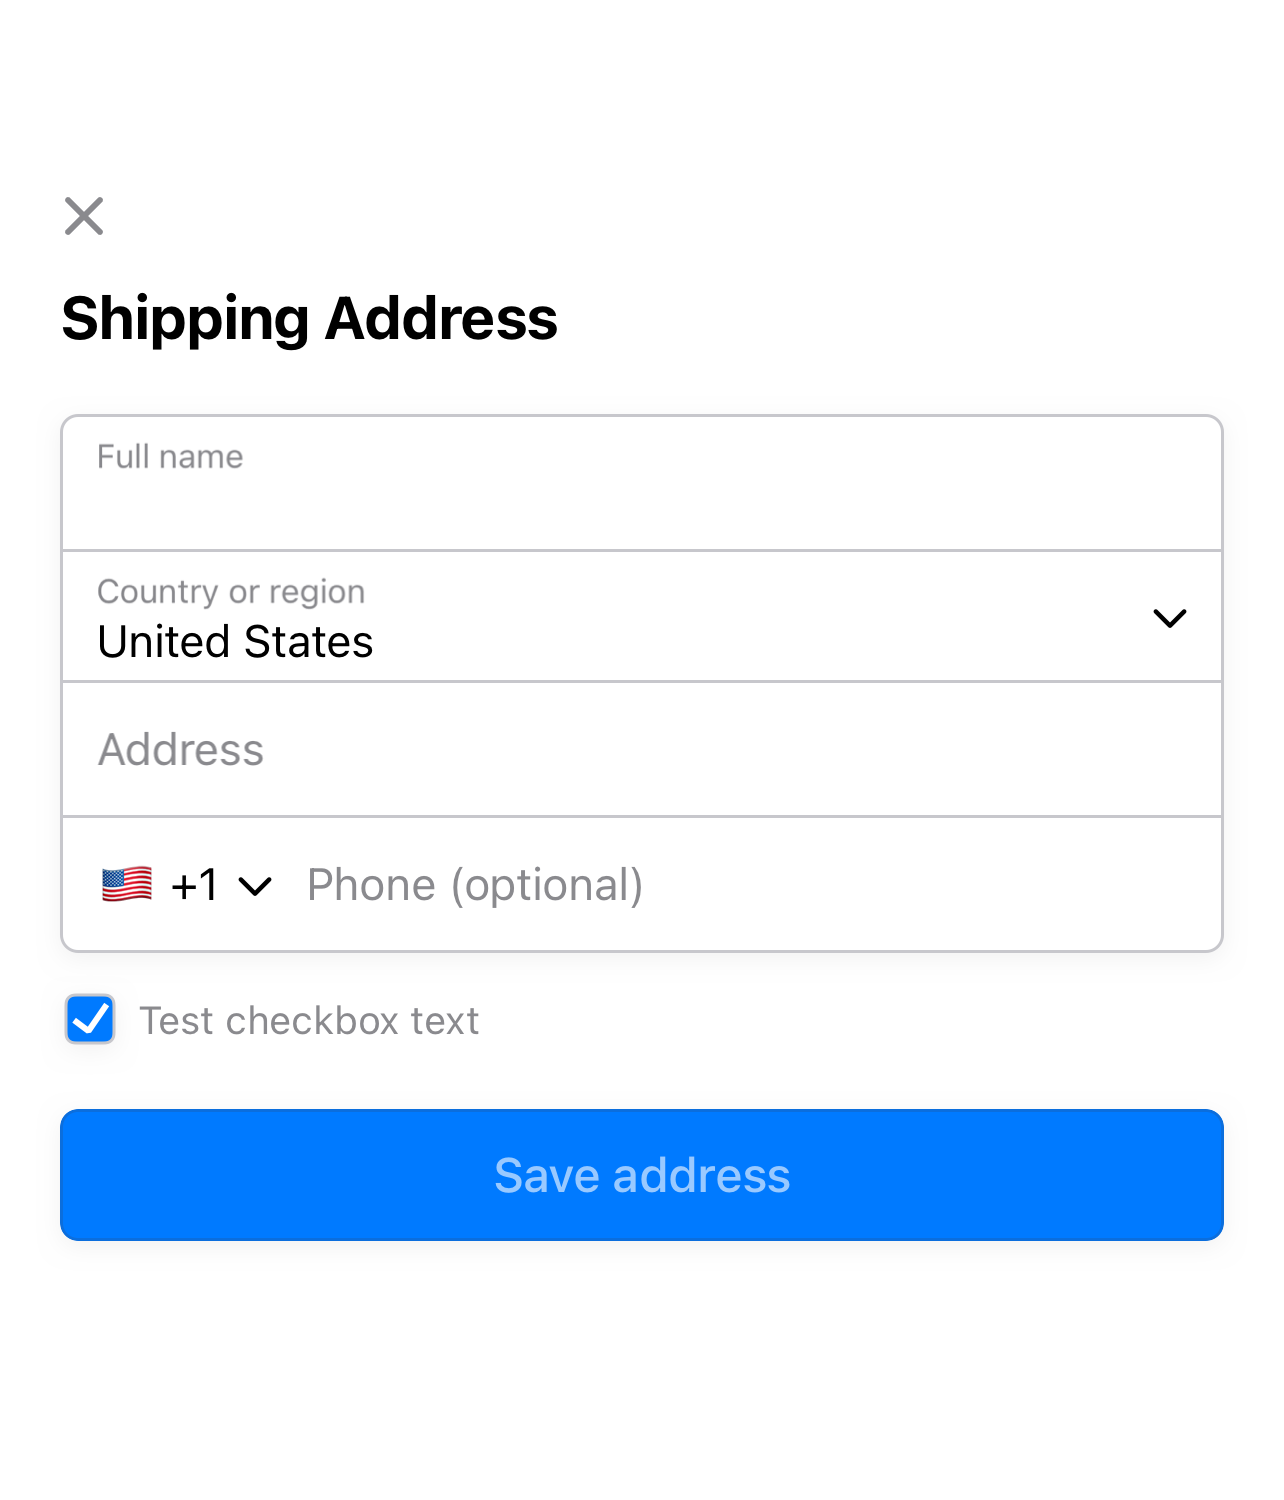 Shipping Address
Full name
Country or region
United States
Address
+1 Phone (optional)
Test checkbox text
Save address